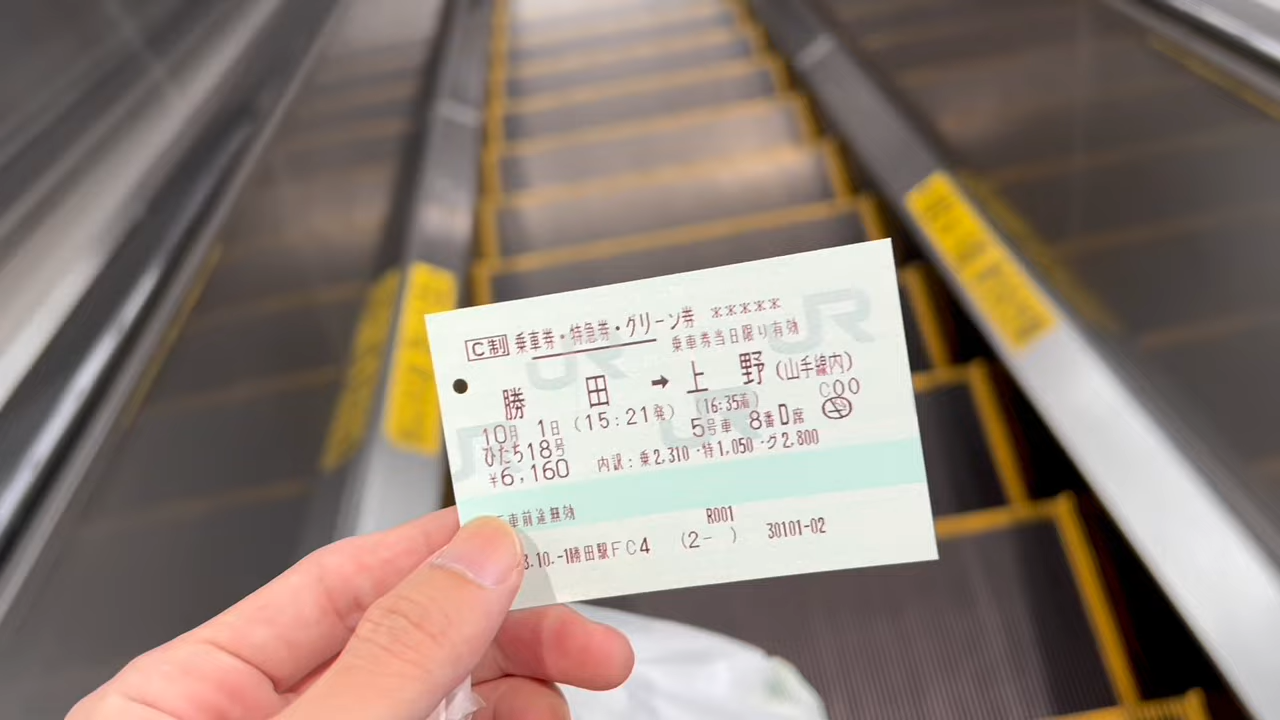 C制 乗車券・特急券・グリーン券 *****
乗車券当日限り有効
勝田 ➡ 上野 (山手線内)
10月 1日 (15:21発) (16:35着) C00
ひたち18号 5号車 8番D席
¥6,160 内訳:乗2,310・特1,050・グ2,800
車前途無効 R001
3.10.-1勝田駅FC4 (2- ) 30101-02
JR